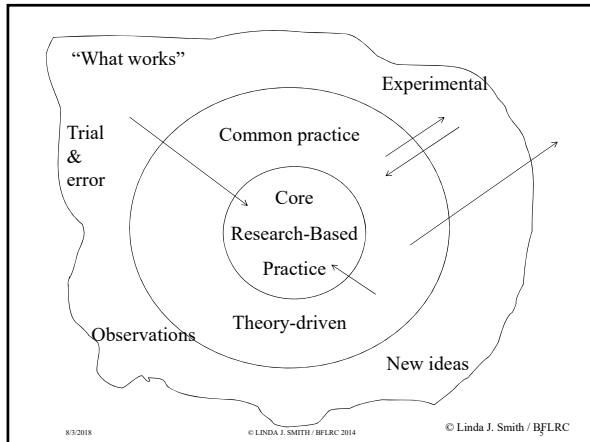 “What works”
Experimental
Trial
&
error
Common practice
Core
Research-Based
Practice
Observations
Theory-driven
New ideas
8/3/2018
© LINDA J. SMITH / BFLRC 2014
© Linda J. Smith / BFLRC